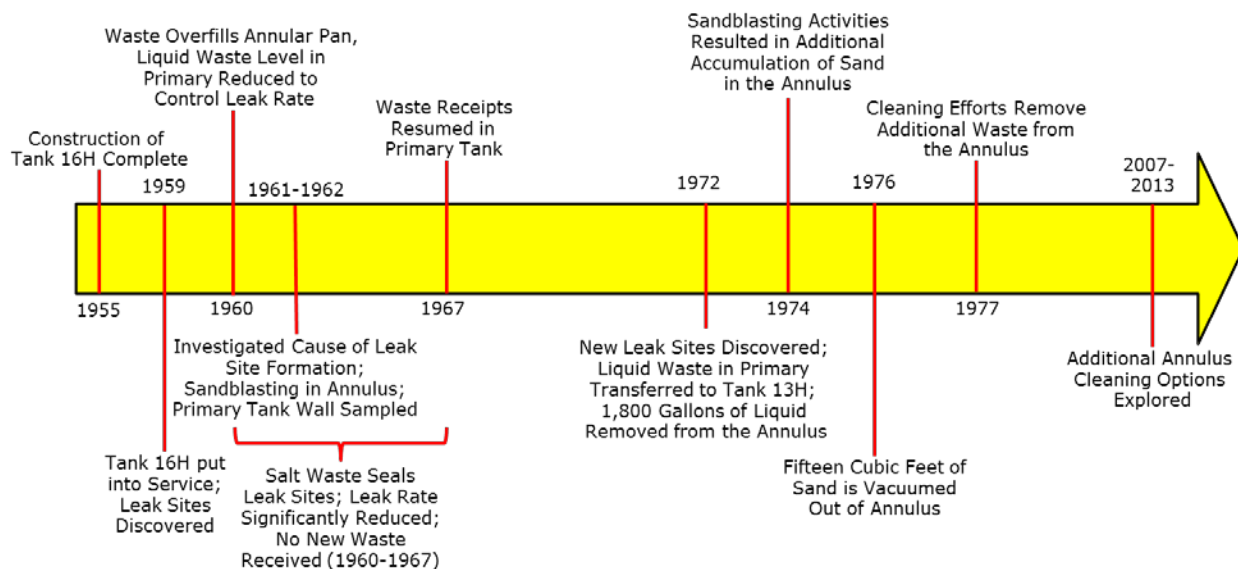 Waste Overfills Annular Pan,
Liquid Waste Level in
Primary Reduced to
Control Leak Rate
Sandblasting Activities
Resulted in Additional
Accumulation of Sand
in the Annulus
Construction of
Tank 16H Complete
Waste Receipts
Resumed in
Primary Tank
Cleaning Efforts Remove
Additional Waste from
the Annulus
1959
1961-1962
1972
1976
2007-
2013
1955
1960
1967
1974
1977
Investigated Cause of Leak
Site Formation;
Sandblasting in Annulus;
Primary Tank Wall Sampled
New Leak Sites Discovered;
Liquid Waste in Primary
Transferred to Tank 13H;
1,800 Gallons of Liquid
Removed from the Annulus
Additional Annulus
Cleaning Options
Explored
Tank 16H put
into Service;
Leak Sites
Discovered
Salt Waste Seals
Leak Sites; Leak Rate
Significantly Reduced;
No New Waste
Received (1960-1967)
Fifteen Cubic Feet of
Sand is Vacuumed
Out of Annulus